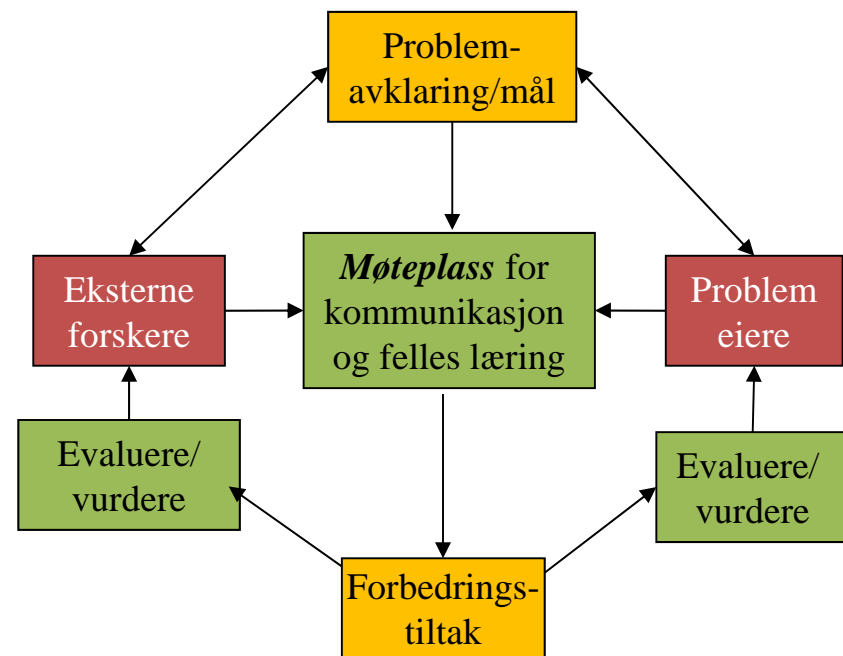 Problem-
avklaring/mål
Eksterne
forskere
Møteplass for
kommunikasjon
og felles læring
Problem
eiere
Evaluere/
vurdere
Evaluere/
vurdere
Forbedrings-
tiltak